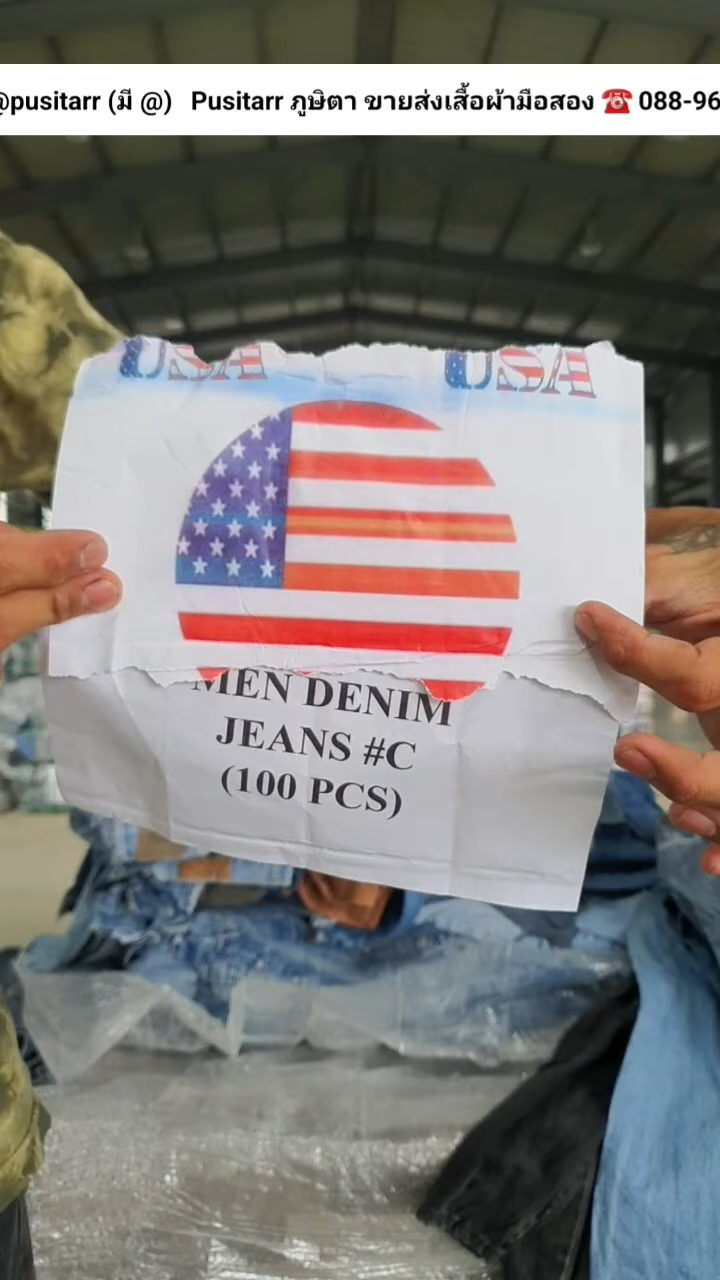 @pusitarr (มี @) Pusitarr ภูษิตา ขายส่งเสื้อผ้ามือสอง ☎️ 088-96
USA USA
MEN DENIM
JEANS #C
(100 PCS)